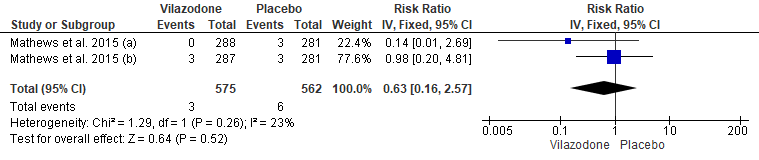 Vilazodone Placebo Risk Ratio Risk Ratio
Study or Subgroup Events Total Events Total Weight IV, Fixed, 95% CI IV, Fixed, 95% CI
Mathews et al. 2015 (a) 0 288 3 281 22.4% 0.14 [0.01, 2.69]
Mathews et al. 2015 (b) 3 287 3 281 77.6% 0.98 [0.20, 4.81]
Total (95% CI) 575 562 100.0% 0.63 [0.16, 2.57]
Total events 3 6
Heterogeneity: Chi² = 1.29, df = 1 (P = 0.26); I² = 23%
Test for overall effect: Z = 0.64 (P = 0.52)
0.005 0.1 1 10 200
Vilazodone Placebo